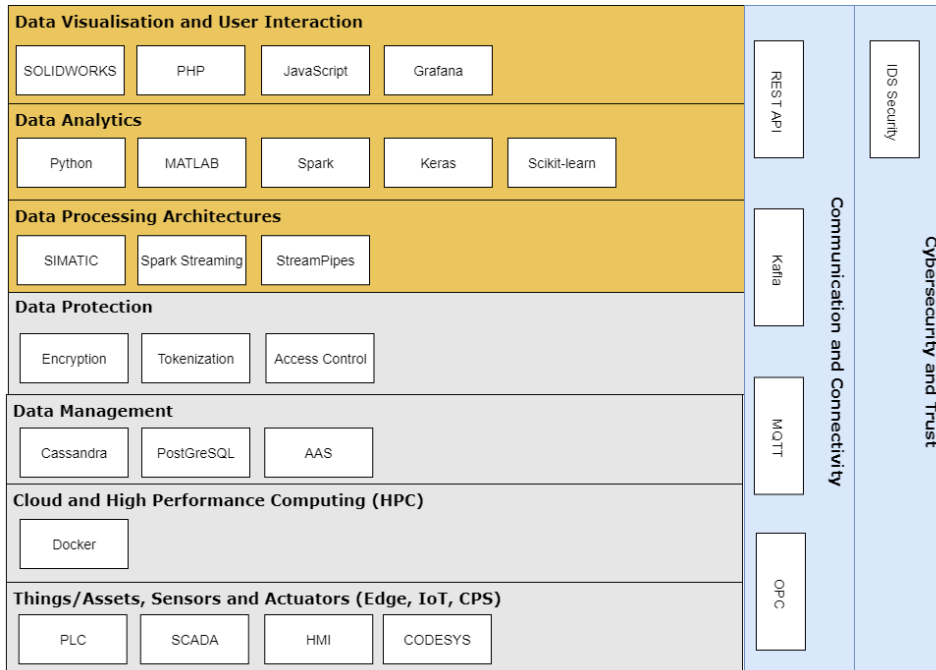 Data Visualisation and User Interaction
SOLIDWORKS
PHP
JavaScript
Grafana
Data Analytics
Python
MATLAB
Spark
Keras
Scikit-learn
Data Processing Architectures
SIMATIC
Spark Streaming
StreamPipes
Data Protection
Encryption
Tokenization
Access Control
Data Management
Cassandra
PostGreSQL
AAS
Cloud and High Performance Computing (HPC)
Docker
Things/Assets, Sensors and Actuators (Edge, IoT, CPS)
PLC
SCADA
HMI
CODESYS
REST API
Kafla
MQTT
OPC
Communication and Connectivity
IDS Security
Cybersecurity and Trust